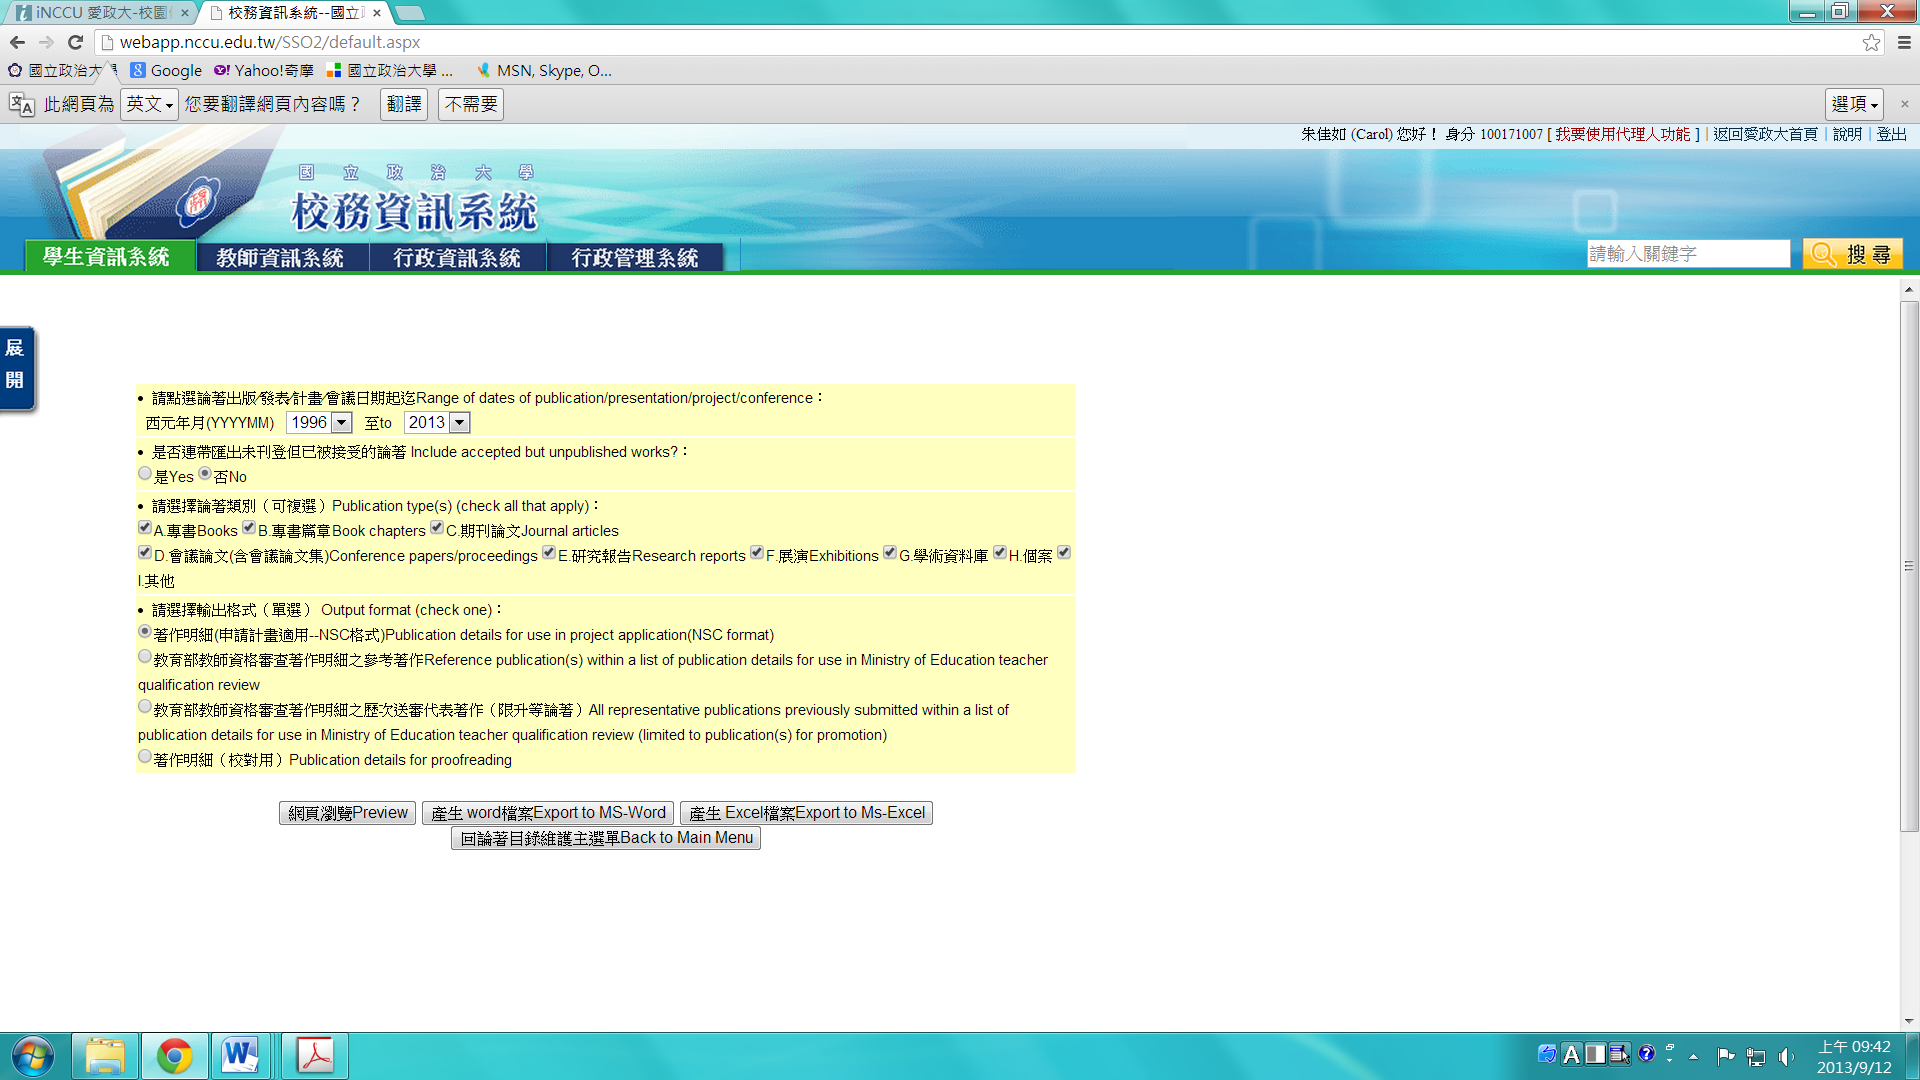 iNCCU 愛政大-校園
校務資訊系統--國立
webapp.nccu.edu.tw/SSO2/default.aspx
國立政治大學 Google Yahoo!奇摩 國立政治大學 ... MSN, Skype, O...
此網頁為 英文 您要翻譯網頁內容嗎？ 翻譯 不需要 選項
朱佳如 (Carol) 您好！ 身分 100171007 [ 我要使用代理人功能 ] | 返回愛政大首頁 | 說明 | 登出
國立政治大學
校務資訊系統
學生資訊系統 教師資訊系統 行政資訊系統 行政管理系統 請輸入關鍵字 搜尋
展開
• 請點選論著出版/發表/計畫/會議日期起迄Range of dates of publication/presentation/project/conference：
西元年月(YYYYMM) 1996 至to 2013
• 是否連帶匯出未刊登但已被接受的論著 Include accepted but unpublished works?：
是Yes 否No
• 請選擇論著類別（可複選）Publication type(s) (check all that apply)：
A.專書Books B.專書篇章Book chapters C.期刊論文Journal articles
D.會議論文(含會議論文集)Conference papers/proceedings E.研究報告Research reports F.展演Exhibitions G.學術資料庫 H.個案
I.其他
• 請選擇輸出格式（單選） Output format (check one)：
著作明細(申請計畫適用--NSC格式)Publication details for use in project application(NSC format)
教育部教師資格審查著作明細之參考著作Reference publication(s) within a list of publication details for use in Ministry of Education teacher
qualification review
教育部教師資格審查著作明細之歷次送審代表著作（限升等論著）All representative publications previously submitted within a list of
publication details for use in Ministry of Education teacher qualification review (limited to publication(s) for promotion)
著作明細（校對用）Publication details for proofreading
網頁瀏覽Preview 產生 word檔案Export to MS-Word 產生 Excel檔案Export to Ms-Excel
回論著目錄維護主選單Back to Main Menu
A
上午 09:42
2013/9/12